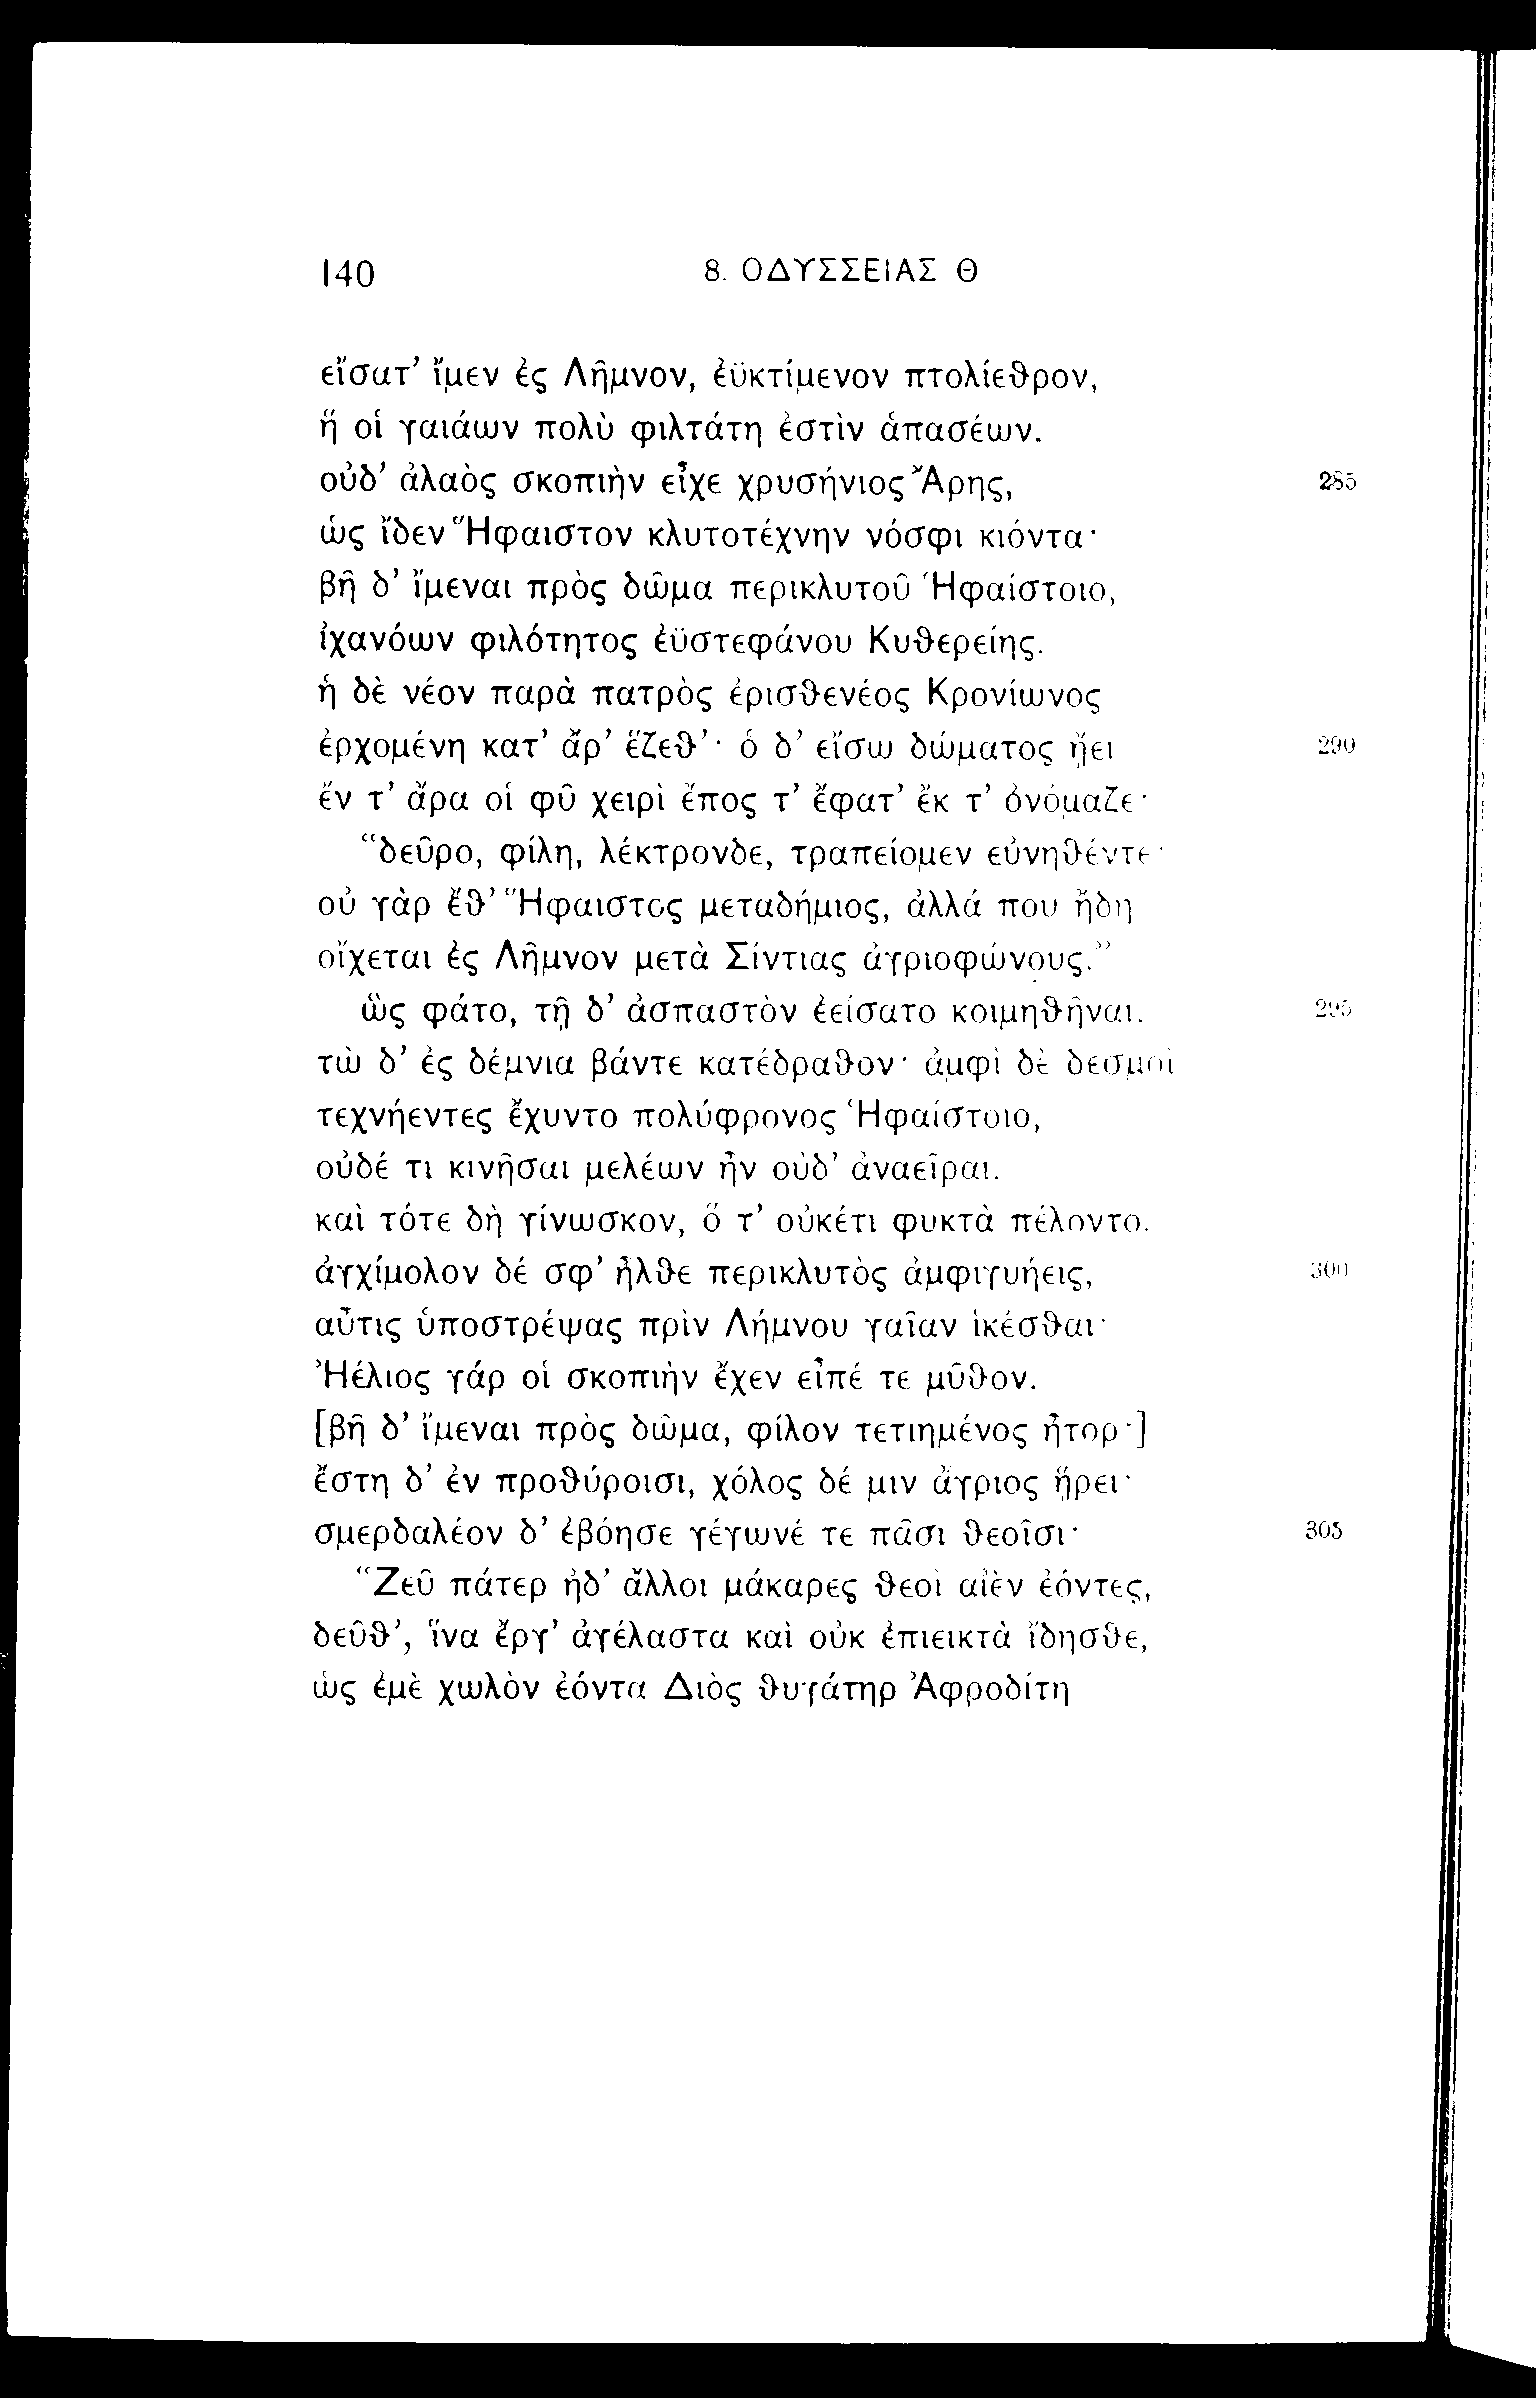 140 8. ΟΔΥΣΣΕΙΑΣ Θ
εἴσατ’ ἴμεν ἐς Λῆμνον, ἐϋκτίμενον πτολίεθρον,
ἥ οἱ γαιάων πολὺ φιλτάτη ἐστὶν ἁπασέων.
οὐδ’ ἀλαὸς σκοπιὴν εἶχε χρυσήνιος Ἄρης, 285
ὡς ἴδεν Ἥφαιστον κλυτοτέχνην νόσφι κιόντα·
βῆ δ’ ἴμεναι πρὸς δῶμα περικλυτοῦ Ἡφαίστοιο,
ἰχανόων φιλότητος ἐϋστεφάνου Κυθερείης.
ἡ δὲ νέον παρὰ πατρὸς ἐρισθενέος Κρονίωνος
ἐρχομένη κατ’ ἄρ’ ἕζεθ’· ὁ δ’ εἴσω δώματος ᾔει 290
ἔν τ’ ἄρα οἱ φῦ χειρὶ ἔπος τ’ ἔφατ’ ἔκ τ’ ὀνόμαζε·
“δεῦρο, φίλη, λέκτρονδε, τραπείομεν εὐνηθέντε·
οὐ γὰρ ἔθ’ Ἥφαιστος μεταδήμιος, ἀλλά που ἤδη
οἴχεται ἐς Λῆμνον μετὰ Σίντιας ἀγριοφώνους.”
ὣς φάτο, τῇ δ’ ἀσπαστὸν ἐείσατο κοιμηθῆναι. 295
τὼ δ’ ἐς δέμνια βάντε κατέδραθον· ἀμφὶ δὲ δεσμοὶ
τεχνήεντες ἔχυντο πολύφρονος Ἡφαίστοιο,
οὐδέ τι κινῆσαι μελέων ἦν οὐδ’ ἀναεῖραι.
καὶ τότε δὴ γίνωσκον, ὅ τ’ οὐκέτι φυκτὰ πέλοντο.
ἀγχίμολον δέ σφ’ ἦλθε περικλυτὸς ἀμφιγυήεις, 300
αὖτις ὑποστρέψας πρὶν Λήμνου γαῖαν ἱκέσθαι·
Ἠέλιος γάρ οἱ σκοπιὴν ἔχεν εἶπέ τε μῦθον.
[βῆ δ’ ἴμεναι πρὸς δῶμα, φίλον τετιημένος ἦτορ·]
ἔστη δ’ ἐν προθύροισι, χόλος δέ μιν ἄγριος ᾕρει·
σμερδαλέον δ’ ἐβόησε γέγωνέ τε πᾶσι θεοῖσι· 305
“Ζεῦ πάτερ ἠδ’ ἄλλοι μάκαρες θεοὶ αἰὲν ἐόντες,
δεῦθ’, ἵνα ἔργ’ ἀγέλαστα καὶ οὐκ ἐπιεικτὰ ἴδησθε,
ὡς ἐμὲ χωλὸν ἐόντα Διὸς θυγάτηρ Ἀφροδίτη